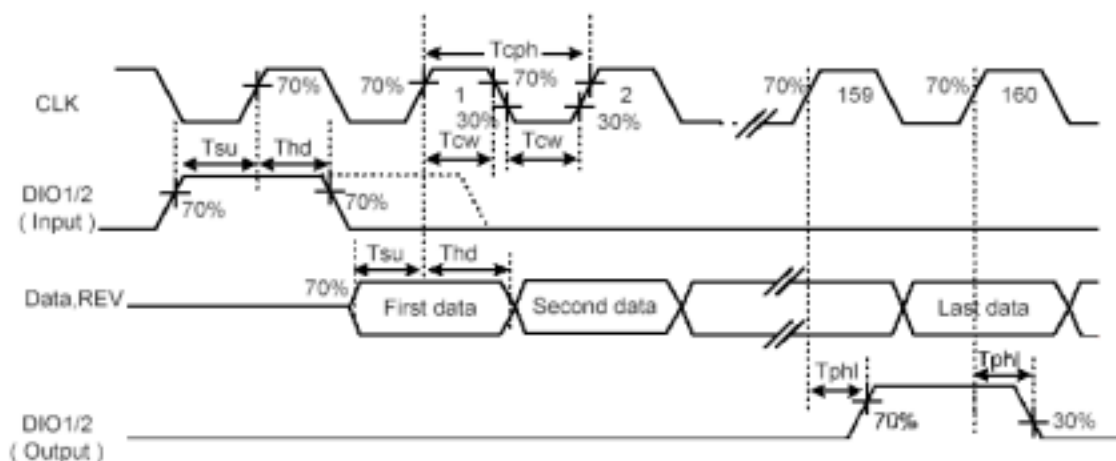 Tcph
CLK
70%
70%
1
70%
2
70%
159
70%
160
30%
30%
Tsu
Thd
Tcw
Tcw
DIO1/2
( Input )
70%
70%
Tsu
Thd
Data,REV
70%
First data
Second data
Last data
Tphl
Tphl
DIO1/2
( Output )
70%
30%